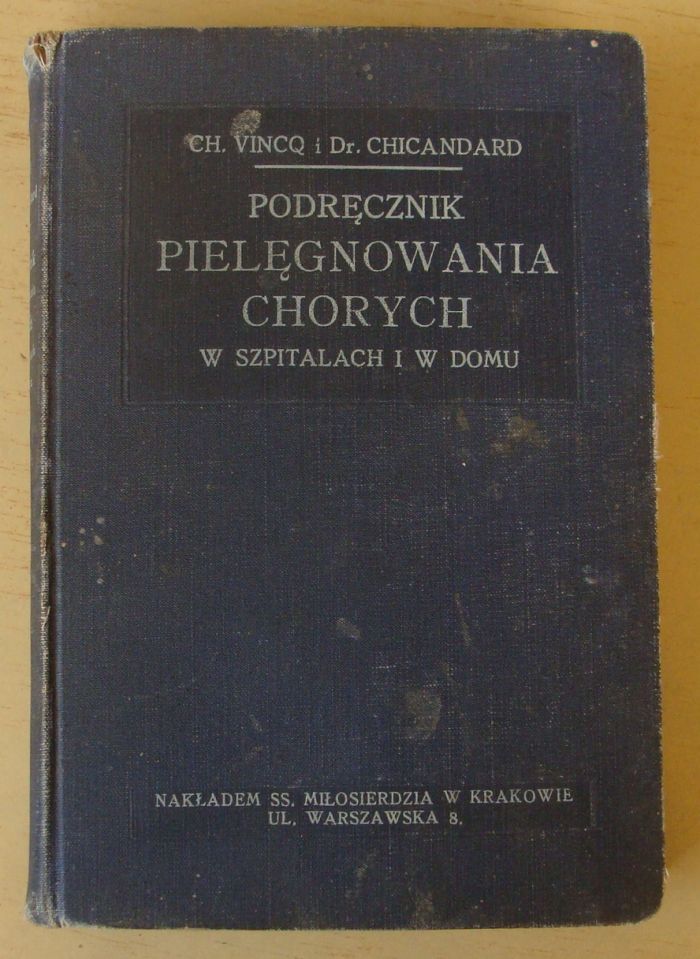 CH. VINCQ i Dr. CHICANDARD
PODRĘCZNIK
PIELĘGNOWANIA
CHORYCH
W SZPITALACH I W DOMU
NAKŁADEM SS. MIŁOSIERDZIA W KRAKOWIE
UL. WARSZAWSKA 8.